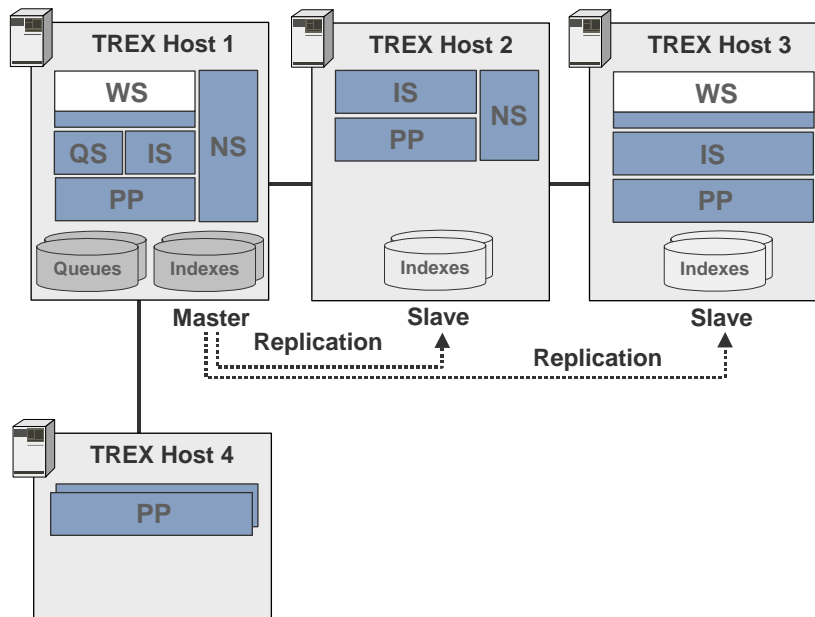 TREX Host 1
WS
NS
QS
IS
PP
Queues
Indexes
Master
TREX Host 2
IS
NS
PP
Indexes
Slave
TREX Host 3
WS
IS
PP
Indexes
Slave
Replication
Replication
TREX Host 4
PP